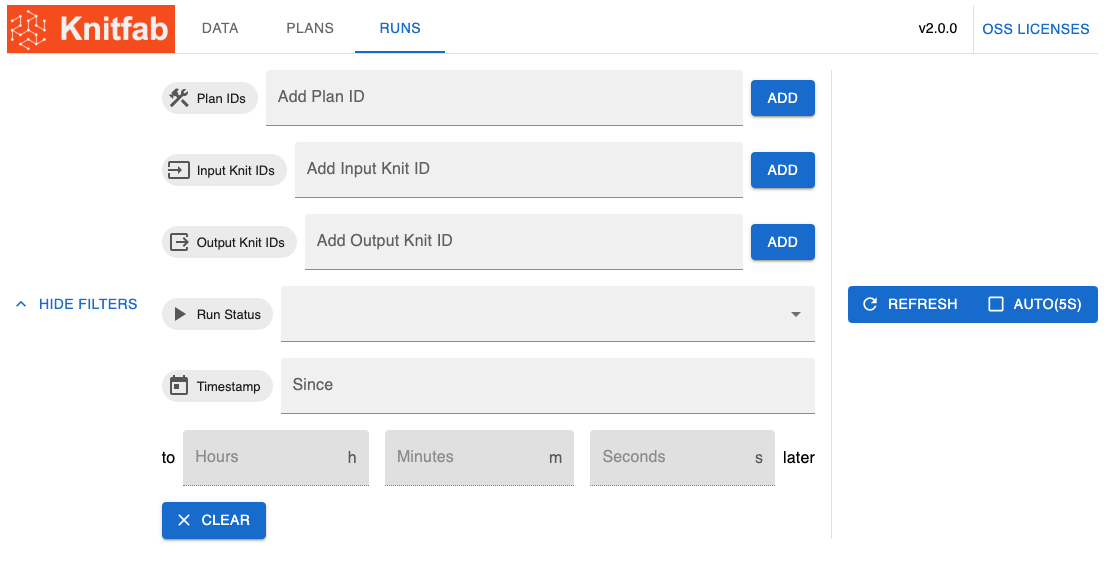 Knitfab DATA PLANS RUNS v2.0.0 OSS LICENSES
Plan IDs Add Plan ID ADD
Input Knit IDs Add Input Knit ID ADD
Output Knit IDs Add Output Knit ID ADD
HIDE FILTERS Run Status REFRESH AUTO(5S)
Timestamp Since
to Hours h Minutes m Seconds s later
CLEAR